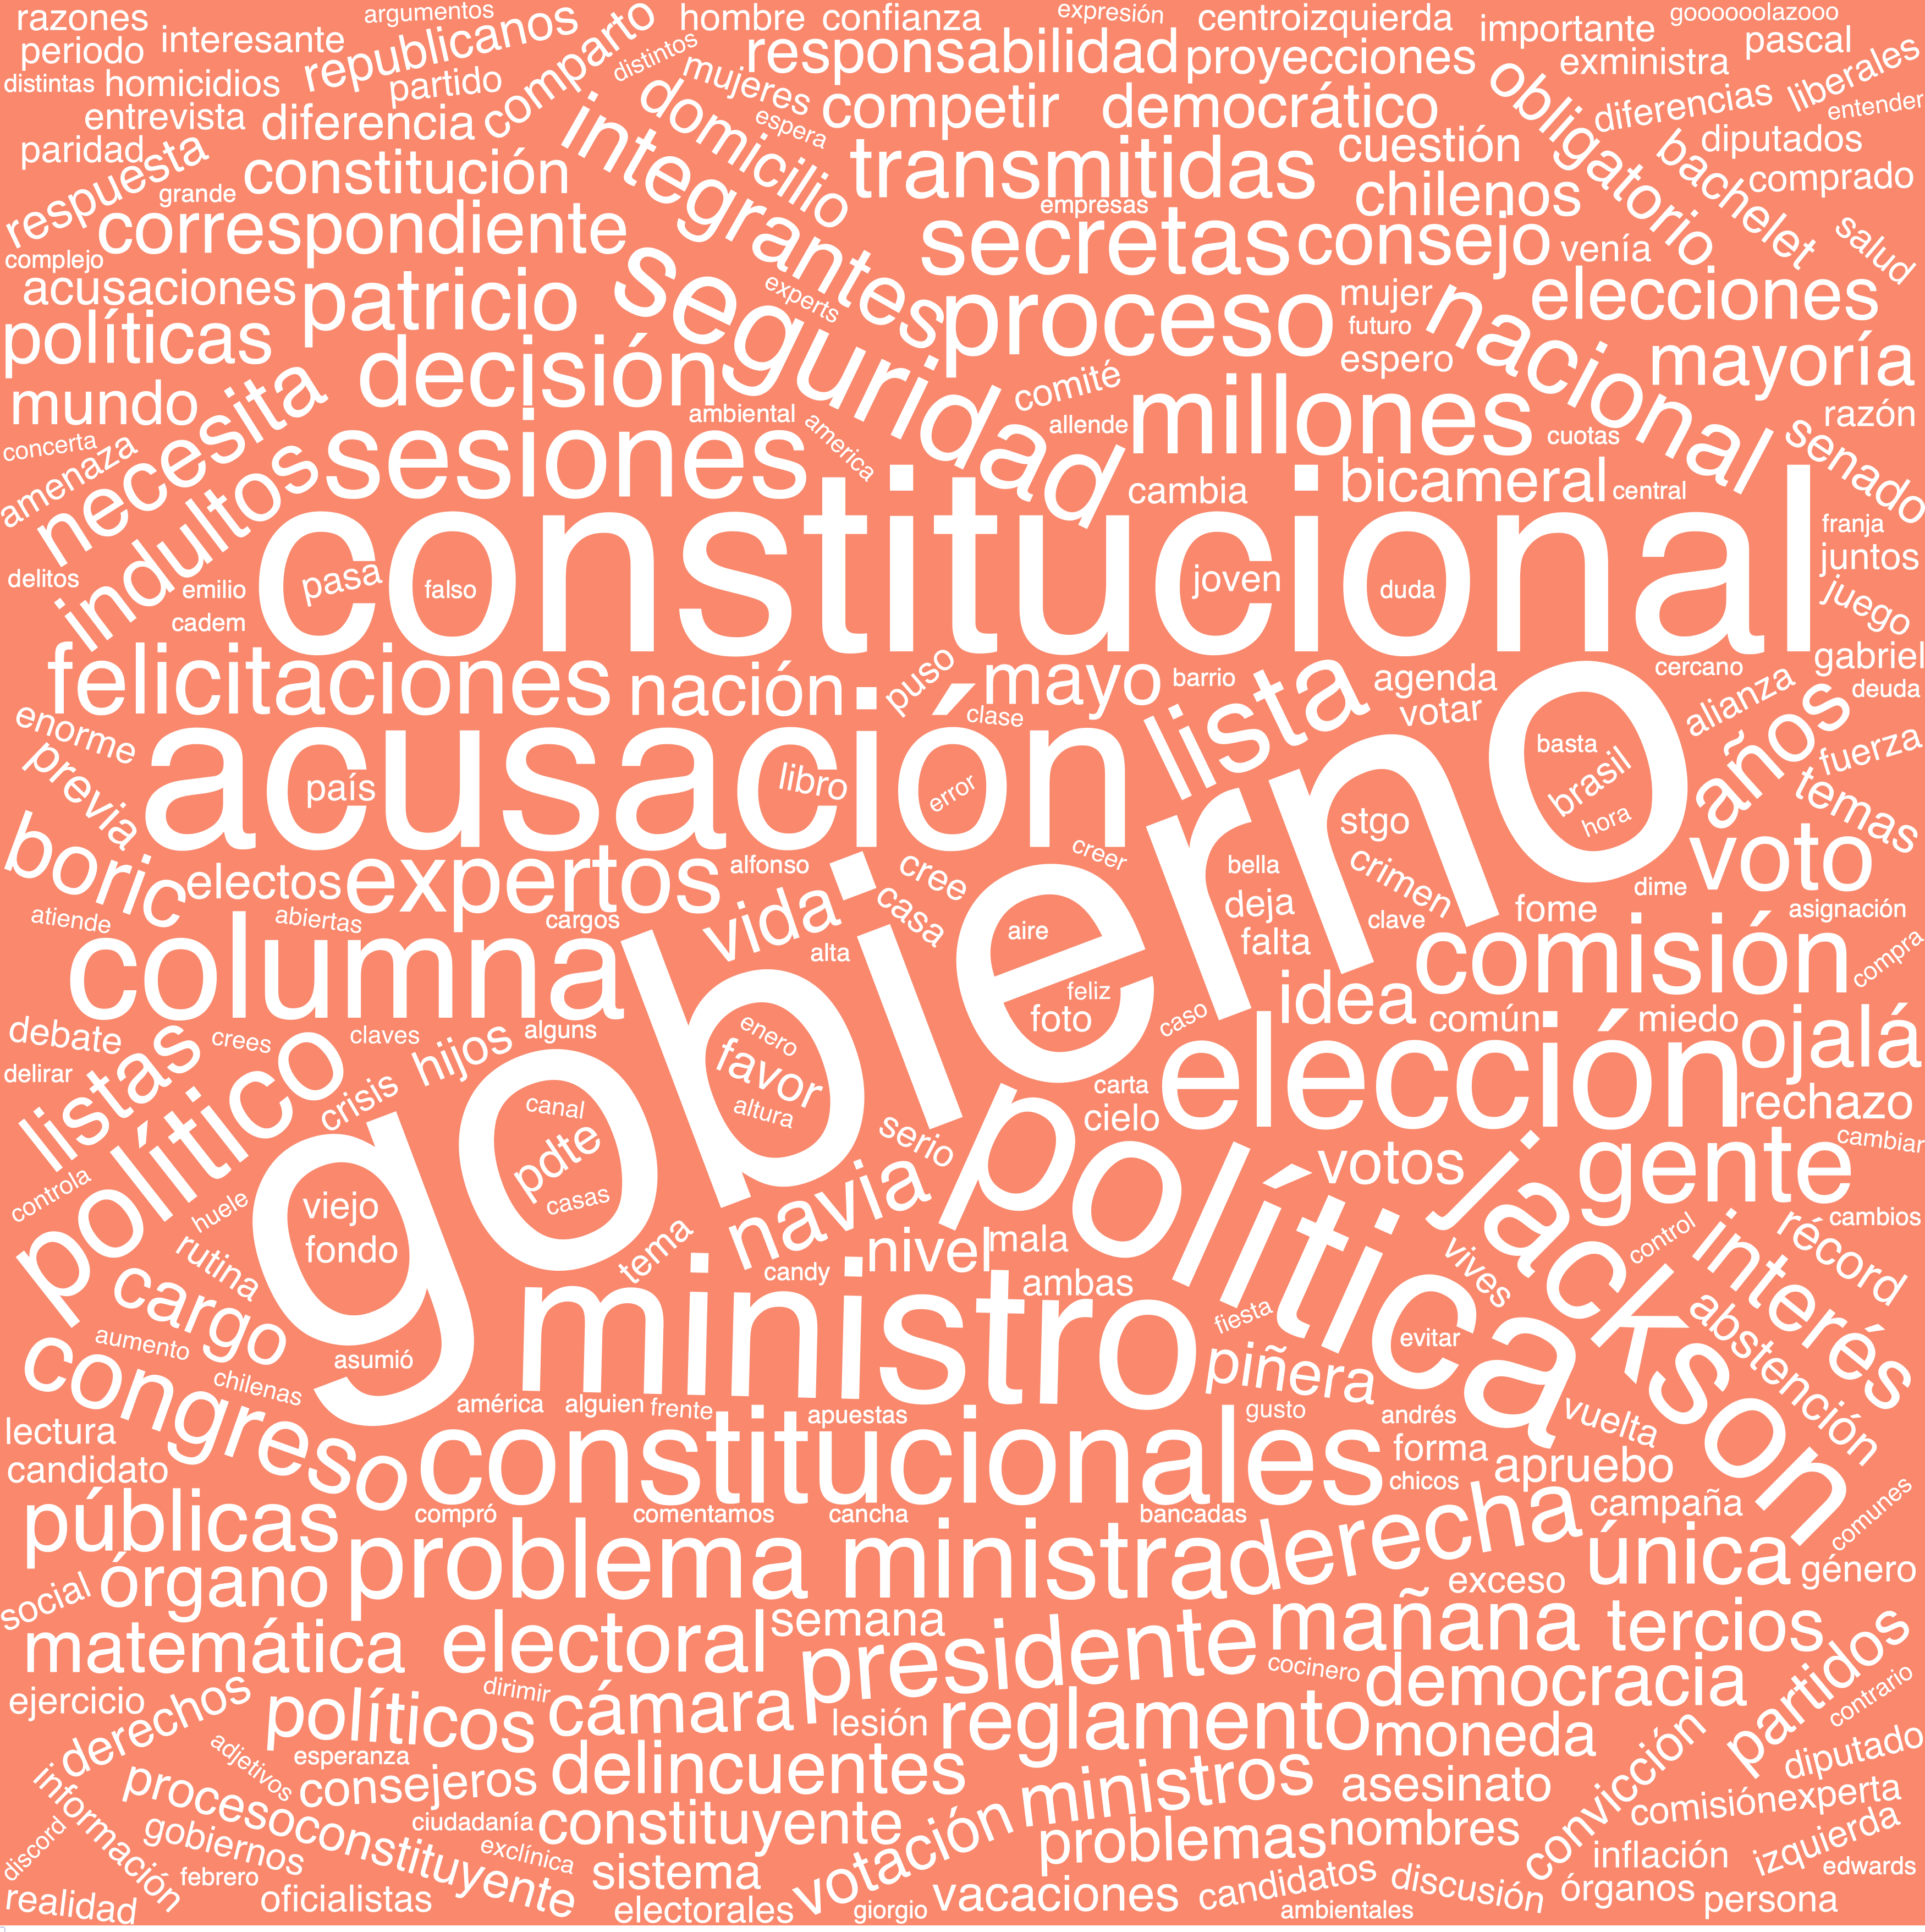 razones
argumentos
hombre
confianza
expresión
centroizquierda
importante
goooooolazooo
periodo
interesante
republicanos
comparto
distintos
responsabilidad
proyecciones
exministra
pascal
distintas
homicidios
partido
mujeres
obligatorio
diferencias
liberales
entender
entrevista
diferencia
integrantes
domicilio
espera
competir
democrático
cuestión
bachelet
diputados
paridad
respuesta
constitución
transmitidas
chilenos
comprado
grande
empresas
correspondiente
secretas
consejo
venía
salud
complejo
acusaciones
patricio
seguridad
experts
proceso
mujer
futuro
nacional
elecciones
políticas
decisión
comité
espero
mayoría
mundo
necesita
ambiental
america
allende
millones
cuotas
razón
concerta
amenaza
indultos
sesiones
cambia
bicameral
central
senado
constitucional
franja
juntos
delitos
emilio
pasa
falso
joven
duda
juego
cadem
felicitaciones
nación
puso
mayo
barrio
lista
agenda
cercano
gabriel
enorme
clase
votar
alianza
deuda
previa
acusación
país
libro
error
basta
brasil
hora
años
fuerza
temas
boric
electos
expertos
alfonso
cree
creer
bella
stgo
crimen
voto
dime
atiende
abiertas
cargos
vida
casa
deja
clave
fome
asignación
columna
alta
aire
falta
comisión
compra
gobierno
feliz
foto
idea
debate
listas
crees
claves
hijos
alguns
enero
favor
altura
caso
común
miedo
ojalá
delirar
político
crisis
canal
pdte
casas
serio
carta
cielo
elección
rechazo
cambiar
controla
huele
viejo
fondo
navia
política
votos
jackson
gente
rutina
tema
nivel
mala
vives
control
interés
récord
cambios
cargo
candy
ambas
ministro
fiesta
evitar
abstención
aumento
asumió
congreso
chilenas
piñera
américa
alguien
frente
apuestas
gusto
andrés
vuelta
lectura
constitucionales
forma
apruebo
candidato
chicos
públicas
compró
comentamos
cancha
bancadas
derecha
campaña
comunes
órgano
problema
ministra
exceso
única
género
social
matemática
electoral
semana
presidente
mañana
tercios
partidos
cocinero
democracia
contrario
ejercicio
derechos
políticos
dirimir
cámara
lesión
reglamento
moneda
adjetivos
esperanza
diputado
información
procesoconstituyente
consejeros
delincuentes
ministros
asesinato
convicción
comisiónexperta
discord
gobiernos
ciudadanía
constituyente
votación
problemas
nombres
izquierda
exclínica
inflación
febrero
sistema
edwards
realidad
oficialistas
electorales
giorgio
vacaciones
candidatos
discusión
órganos
persona
ambientales